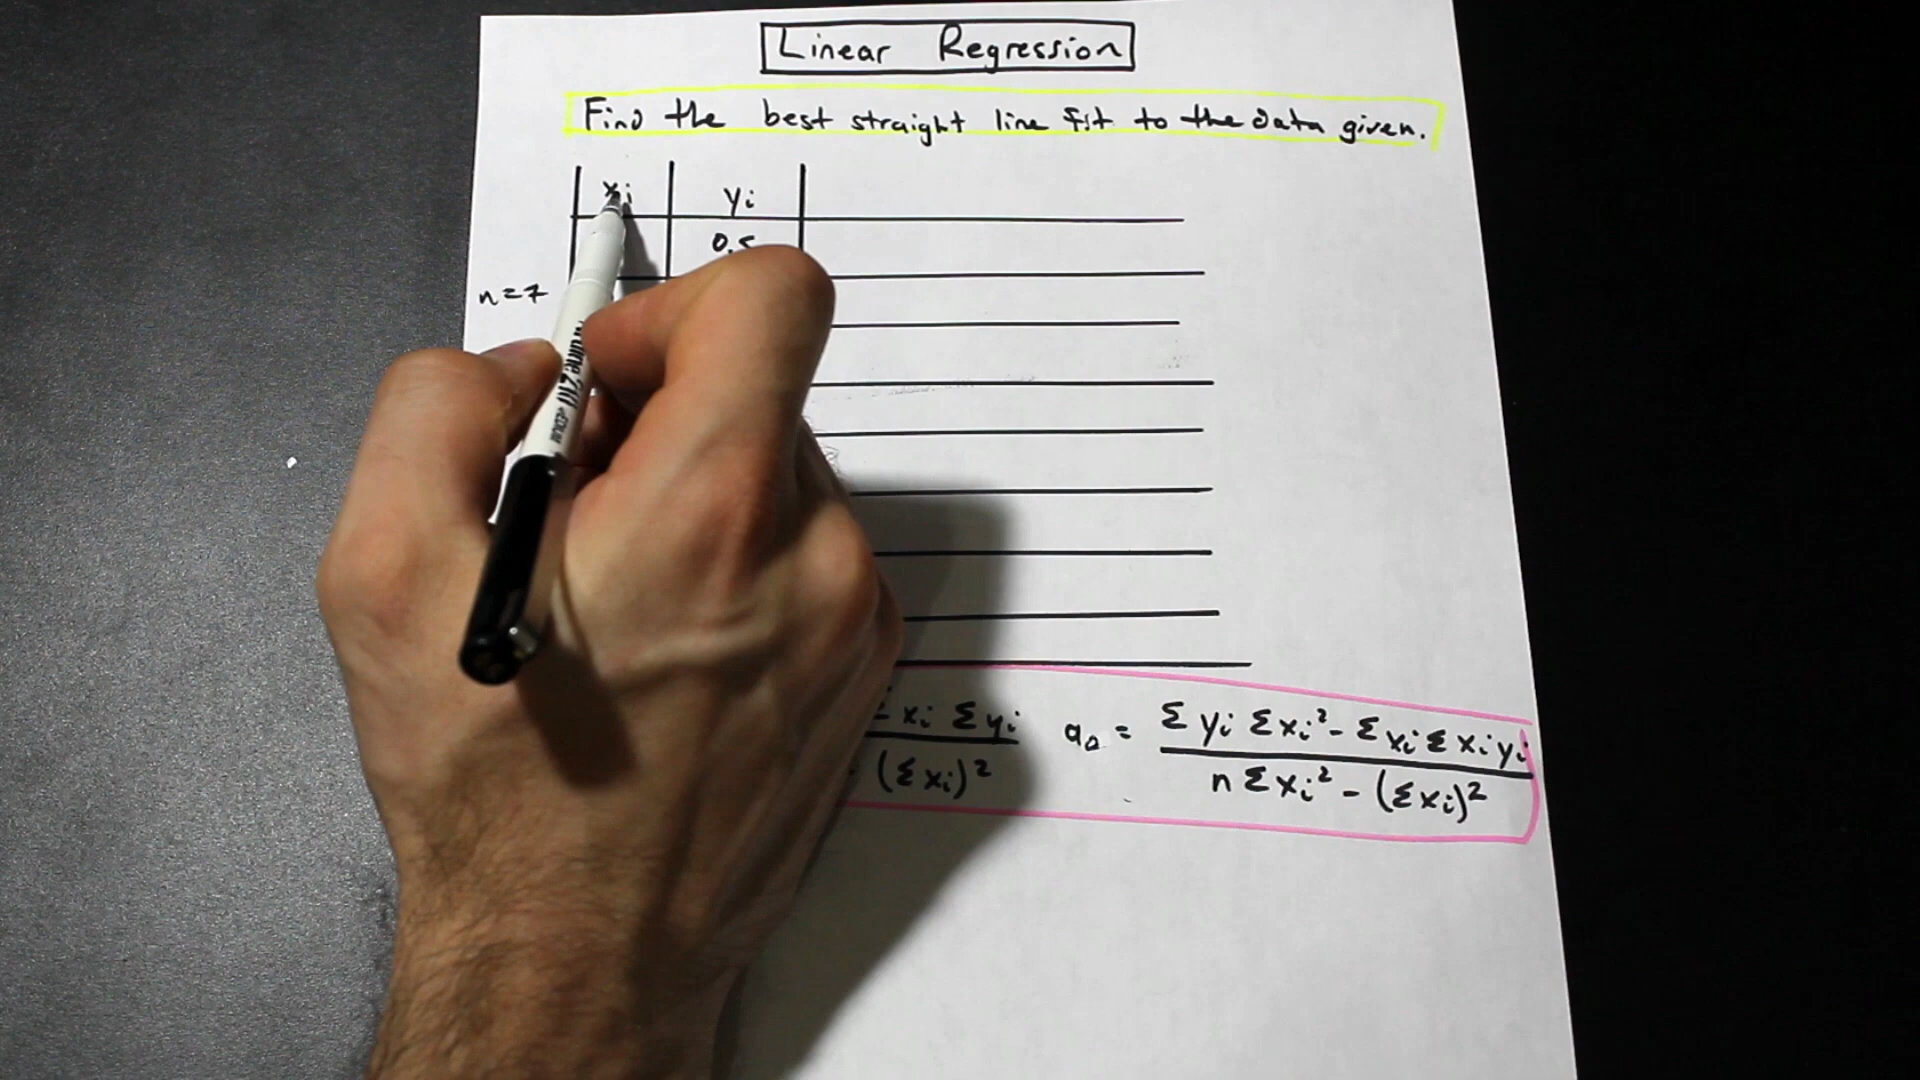 Linear Regression
Find the best straight line fit to the data given.
xi yi
0.5
n=7
xi Σyi
(Σxi)²
a₀ = Σyi Σxi² - Σxi Σxiyi
nΣxi² - (Σxi)²